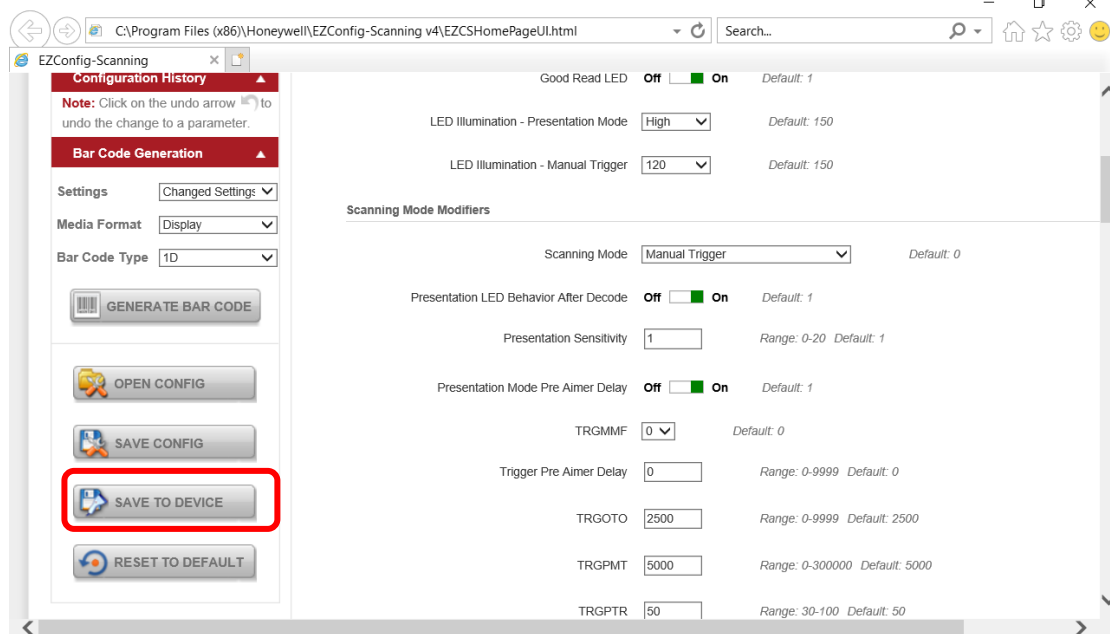 C:\Program Files (x86)\Honeywell\EZConfig-Scanning v4\EZCSHomePageUI.html
Search...
EZConfig-Scanning
Configuration History
Note: Click on the undo arrow to
undo the change to a parameter.
Bar Code Generation
Settings Changed Settings
Media Format Display
Bar Code Type 1D
GENERATE BAR CODE
OPEN CONFIG
SAVE CONFIG
SAVE TO DEVICE
RESET TO DEFAULT
Good Read LED Off On Default: 1
LED Illumination - Presentation Mode High Default: 150
LED Illumination - Manual Trigger 120 Default: 150
Scanning Mode Modifiers
Scanning Mode Manual Trigger Default: 0
Presentation LED Behavior After Decode Off On Default: 1
Presentation Sensitivity 1 Range: 0-20 Default: 1
Presentation Mode Pre Aimer Delay Off On Default: 1
TRGMMF 0 Default: 0
Trigger Pre Aimer Delay 0 Range: 0-9999 Default: 0
TRGOTO 2500 Range: 0-9999 Default: 2500
TRGPMT 5000 Range: 0-300000 Default: 5000
TRGPTR 50 Range: 30-100 Default: 50